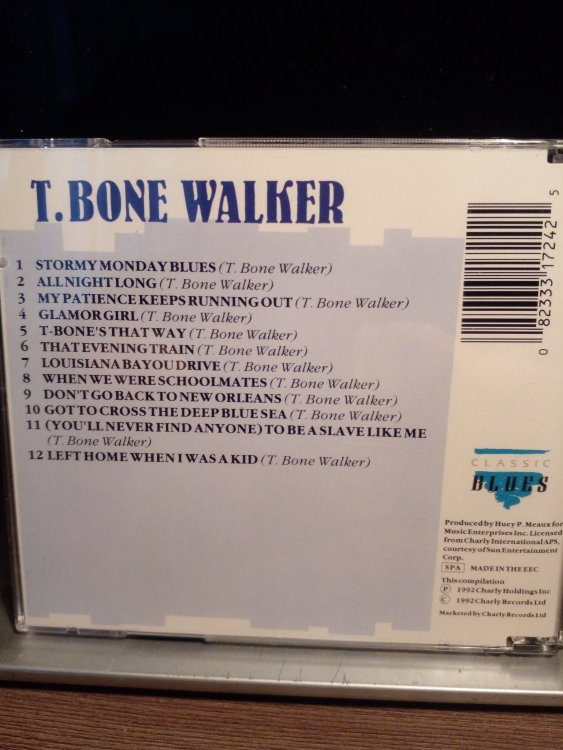 T. BONE WALKER
1 STORMY MONDAY BLUES (T. Bone Walker)
2 ALL NIGHT LONG (T. Bone Walker)
3 MY PATIENCE KEEPS RUNNING OUT (T. Bone Walker)
4 GLAMOR GIRL (T. Bone Walker)
5 T-BONE'S THAT WAY (T. Bone Walker)
6 THAT EVENING TRAIN (T. Bone Walker)
7 LOUISIANA BAYOU DRIVE (T. Bone Walker)
8 WHEN WE WERE SCHOOLMATES (T. Bone Walker)
9 DON'T GO BACK TO NEW ORLEANS (T. Bone Walker)
10 GOT TO CROSS THE DEEP BLUE SEA (T. Bone Walker)
11 (YOU'LL NEVER FIND ANYONE) TO BE A SLAVE LIKE ME
(T. Bone Walker)
12 LEFT HOME WHEN I WAS A KID (T. Bone Walker)
0 82333 17242 5
CLASSIC
BLUES
Produced by Huey P. Meaux for
Music Enterprises Inc. Licensed
from Charly International APS,
courtesy of Sun Entertainment
Corp.
SPA MADE IN THE EEC
This compilation
Ⓟ 1992 Charly Holdings Inc
© 1992 Charly Records Ltd
Marketed by Charly Records Ltd